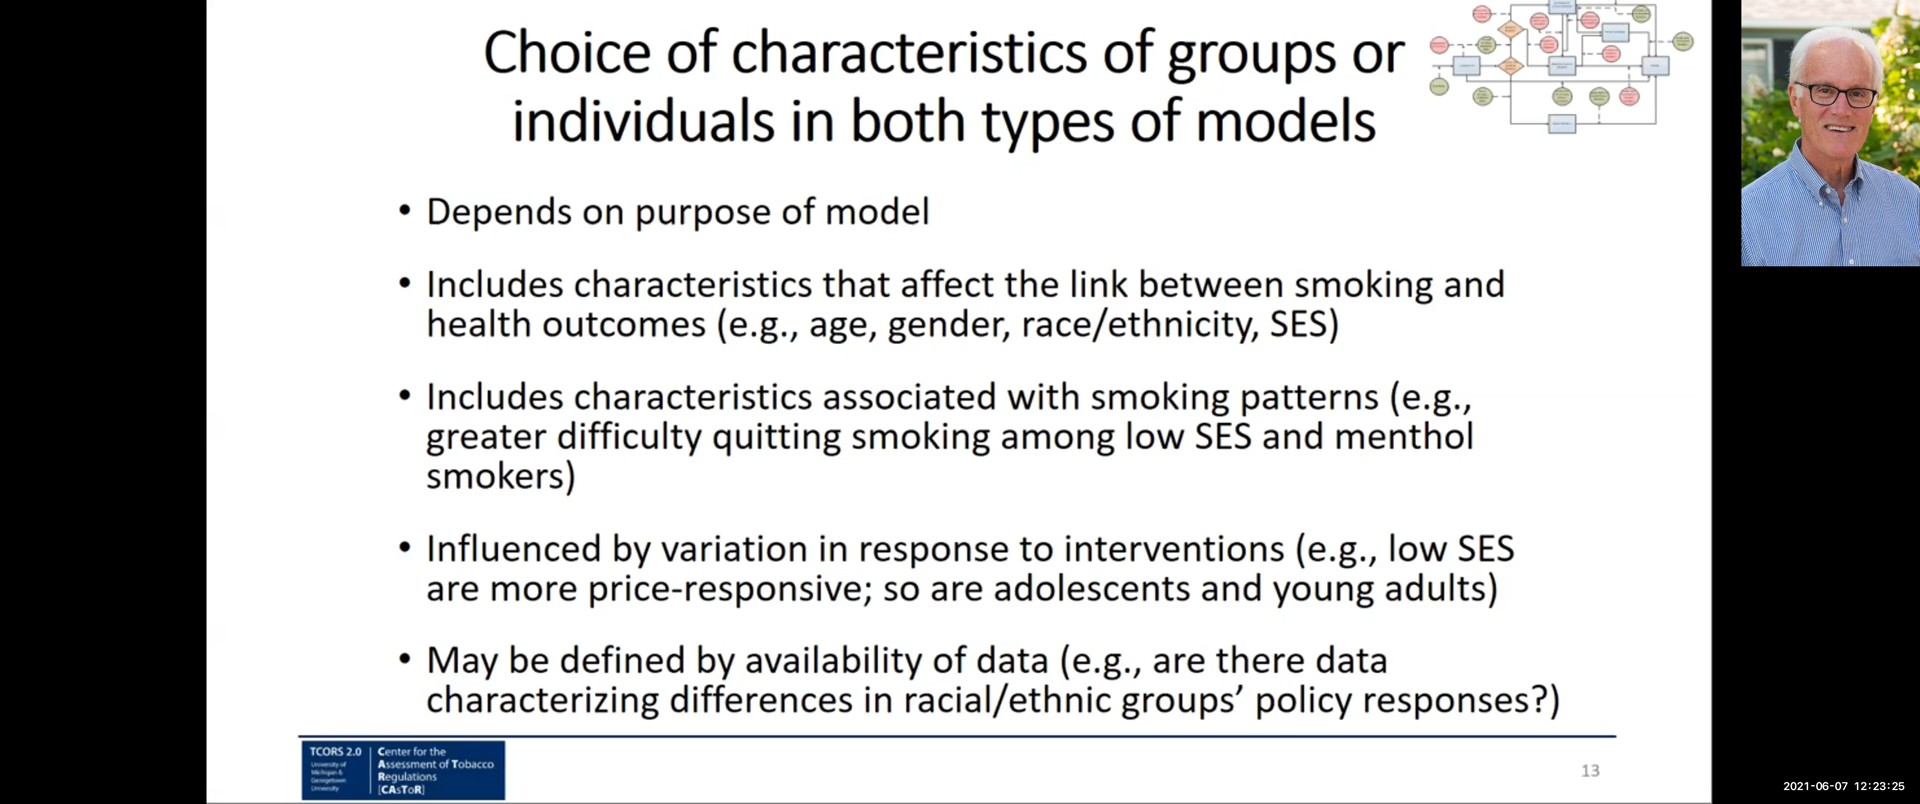 Choice of characteristics of groups or
individuals in both types of models
• Depends on purpose of model
• Includes characteristics that affect the link between smoking and
health outcomes (e.g., age, gender, race/ethnicity, SES)
• Includes characteristics associated with smoking patterns (e.g.,
greater difficulty quitting smoking among low SES and menthol
smokers)
• Influenced by variation in response to interventions (e.g., low SES
are more price-responsive; so are adolescents and young adults)
• May be defined by availability of data (e.g., are there data
characterizing differences in racial/ethnic groups’ policy responses?)
TCORS 2.0
University of
Michigan &
Georgetown
University
Center for the
Assessment of Tobacco
Regulations
[CAsToR]
13
2021-06-07 12:23:25